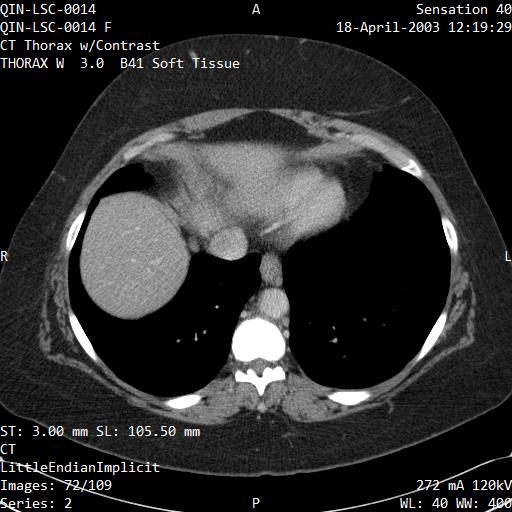 QIN-LSC-0014
A
Sensation 40
QIN-LSC-0014 F
18-April-2003 12:19:29
CT Thorax w/Contrast
THORAX W 3.0 B41 Soft Tissue
R
L
ST: 3.00 mm SL: 105.50 mm
CT
LittleEndianImplicit
Images: 72/109
272 mA 120kV
Series: 2
P
WL: 40 WW: 400